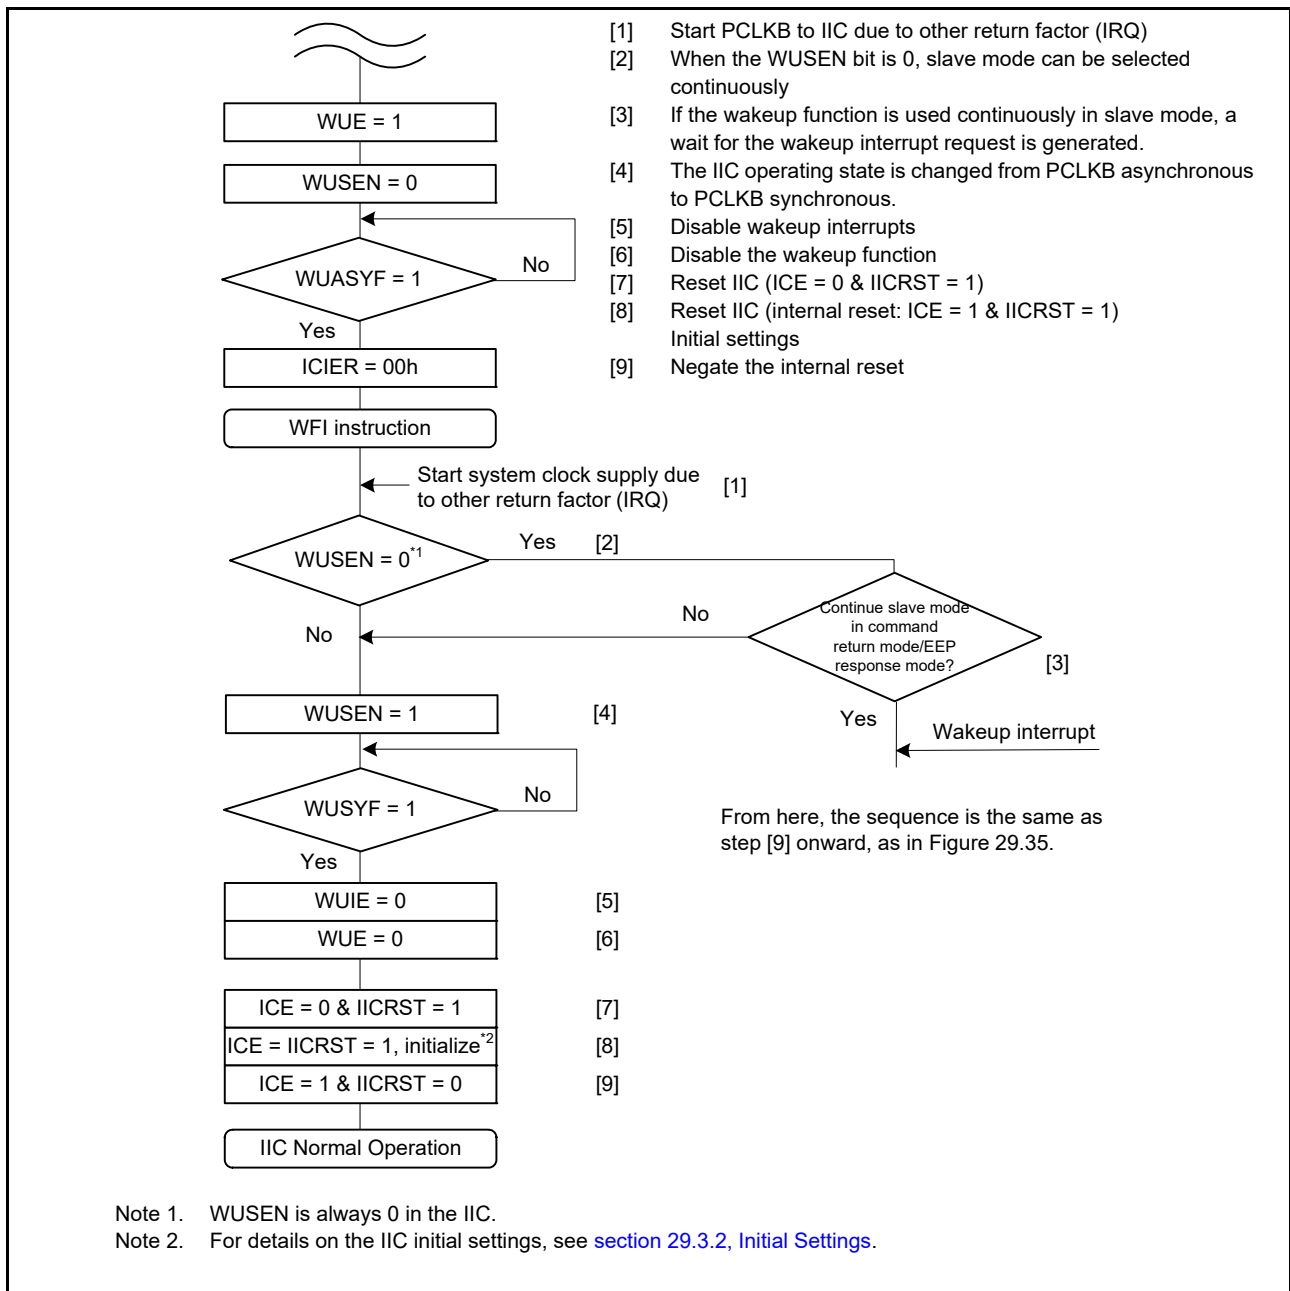 [1] Start PCLKB to IIC due to other return factor (IRQ)
[2] When the WUSEN bit is 0, slave mode can be selected
continuously
[3] If the wakeup function is used continuously in slave mode, a
wait for the wakeup interrupt request is generated.
[4] The IIC operating state is changed from PCLKB asynchronous
to PCLKB synchronous.
[5] Disable wakeup interrupts
[6] Disable the wakeup function
[7] Reset IIC (ICE = 0 & IICRST = 1)
[8] Reset IIC (internal reset: ICE = 1 & IICRST = 1)
Initial settings
[9] Negate the internal reset
WUE = 1
WUSEN = 0
WUASYF = 1
No
Yes
ICIER = 00h
WFI instruction
Start system clock supply due
to other return factor (IRQ)
[1]
WUSEN = 0*1
Yes [2]
No
Continue slave mode
in command
return mode/EEP
response mode?
[3]
No
Yes
Wakeup interrupt
From here, the sequence is the same as
step [9] onward, as in Figure 29.35.
WUSEN = 1 [4]
WUSYF = 1
No
Yes
WUIE = 0 [5]
WUE = 0 [6]
ICE = 0 & IICRST = 1 [7]
ICE = IICRST = 1, initialize*2 [8]
ICE = 1 & IICRST = 0 [9]
IIC Normal Operation
Note 1. WUSEN is always 0 in the IIC.
Note 2. For details on the IIC initial settings, see section 29.3.2, Initial Settings.